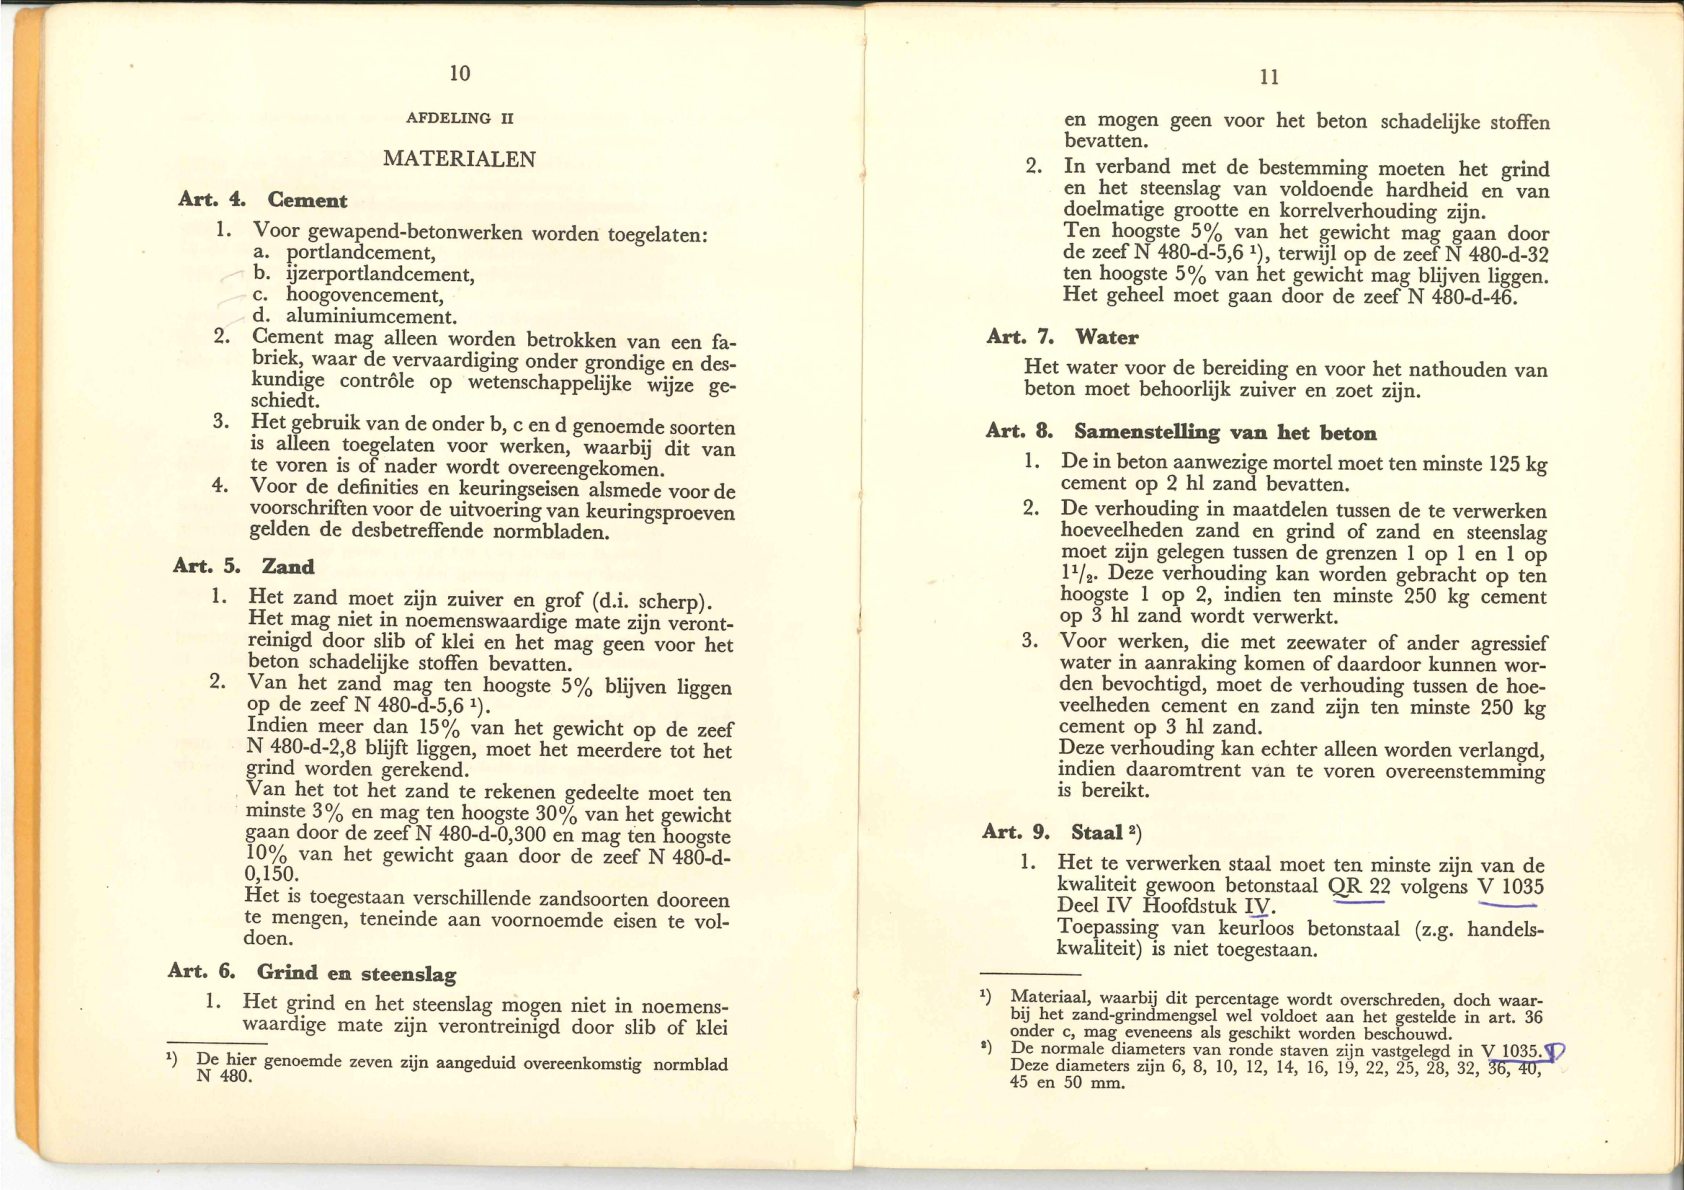 10
AFDELING II
MATERIALEN
Art. 4. Cement
1. Voor gewapend-betonwerken worden toegelaten:
a. portlandcement,
b. ijzerportlandcement,
c. hoogovencement,
d. aluminiumcement.
2. Cement mag alleen worden betrokken van een fa-
briek, waar de vervaardiging onder grondige en des-
kundige contrôle op wetenschappelijke wijze ge-
schiedt.
3. Het gebruik van de onder b, c en d genoemde soorten
is alleen toegelaten voor werken, waarbij dit van
te voren is of nader wordt overeengekomen.
4. Voor de definities en keuringseisen alsmede voor de
voorschriften voor de uitvoering van keuringsproeven
gelden de desbetreffende normbladen.
Art. 5. Zand
1. Het zand moet zijn zuiver en grof (d.i. scherp).
Het mag niet in noemenswaardige mate zijn veront-
reinigd door slib of klei en het mag geen voor het
beton schadelijke stoffen bevatten.
2. Van het zand mag ten hoogste 5% blijven liggen
op de zeef N 480-d-5,6 ¹).
Indien meer dan 15% van het gewicht op de zeef
N 480-d-2,8 blijft liggen, moet het meerdere tot het
grind worden gerekend.
Van het tot het zand te rekenen gedeelte moet ten
minste 3% en mag ten hoogste 30% van het gewicht
gaan door de zeef N 480-d-0,300 en mag ten hoogste
10% van het gewicht gaan door de zeef N 480-d-
0,150.
Het is toegestaan verschillende zandsoorten dooreen
te mengen, teneinde aan voornoemde eisen te vol-
doen.
Art. 6. Grind en steenslag
1. Het grind en het steenslag mogen niet in noemens-
waardige mate zijn verontreinigd door slib of klei
¹) De hier genoemde zeven zijn aangeduid overeenkomstig normblad
N 480.
11
en mogen geen voor het beton schadelijke stoffen
bevatten.
2. In verband met de bestemming moeten het grind
en het steenslag van voldoende hardheid en van
doelmatige grootte en korrelverhouding zijn.
Ten hoogste 5% van het gewicht mag gaan door
de zeef N 480-d-5,6 ¹), terwijl op de zeef N 480-d-32
ten hoogste 5% van het gewicht mag blijven liggen.
Het geheel moet gaan door de zeef N 480-d-46.
Art. 7. Water
Het water voor de bereiding en voor het nathouden van
beton moet behoorlijk zuiver en zoet zijn.
Art. 8. Samenstelling van het beton
1. De in beton aanwezige mortel moet ten minste 125 kg
cement op 2 hl zand bevatten.
2. De verhouding in maatdelen tussen de te verwerken
hoeveelheden zand en grind of zand en steenslag
moet zijn gelegen tussen de grenzen 1 op 1 en 1 op
1¹/₂. Deze verhouding kan worden gebracht op ten
hoogste 1 op 2, indien ten minste 250 kg cement
op 3 hl zand wordt verwerkt.
3. Voor werken, die met zeewater of ander agressief
water in aanraking komen of daardoor kunnen wor-
den bevochtigd, moet de verhouding tussen de hoe-
veelheden cement en zand zijn ten minste 250 kg
cement op 3 hl zand.
Deze verhouding kan echter alleen worden verlangd,
indien daaromtrent van te voren overeenstemming
is bereikt.
Art. 9. Staal ²)
1. Het te verwerken staal moet ten minste zijn van de
kwaliteit gewoon betonstaal QR 22 volgens V 1035
Deel IV Hoofdstuk IV.
Toepassing van keurloos betonstaal (z.g. handels-
kwaliteit) is niet toegestaan.
¹) Materiaal, waarbij dit percentage wordt overschreden, doch waar-
bij het zand-grindmengsel wel voldoet aan het gestelde in art. 36
onder c, mag eveneens als geschikt worden beschouwd.
²) De normale diameters van ronde staven zijn vastgelegd in V 1035.
Deze diameters zijn 6, 8, 10, 12, 14, 16, 19, 22, 25, 28, 32, 36, 40,
45 en 50 mm.